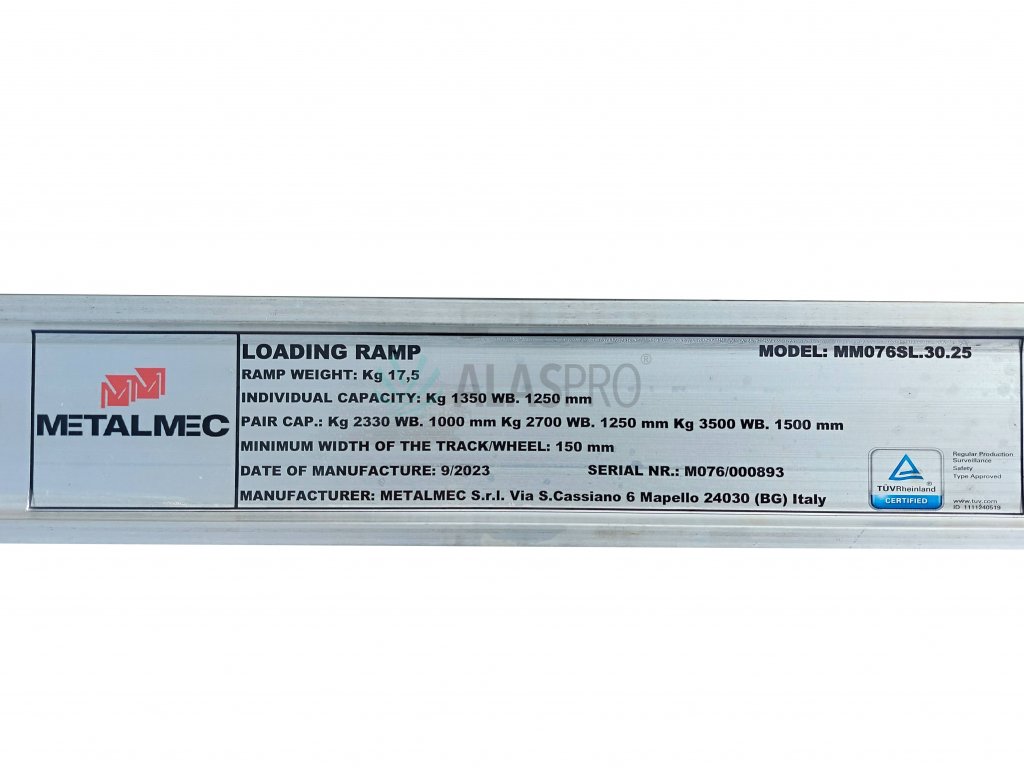 LOADING RAMP
MODEL: MM076SL.30.25
RAMP WEIGHT: Kg 17,5
ALASPRO®
INDIVIDUAL CAPACITY: Kg 1350 WB. 1250 mm
MM
METALMEC
PAIR CAP.: Kg 2330 WB. 1000 mm Kg 2700 WB. 1250 mm Kg 3500 WB. 1500 mm
MINIMUM WIDTH OF THE TRACK/WHEEL: 150 mm
DATE OF MANUFACTURE: 9/2023 SERIAL NR.: M076/000893
MANUFACTURER: METALMEC S.r.l. Via S.Cassiano 6 Mapello 24030 (BG) Italy
TÜVRheinland®
CERTIFIED
Regular Production
Surveillance
Safety
Type Approved
www.tuv.com
ID 1111240519